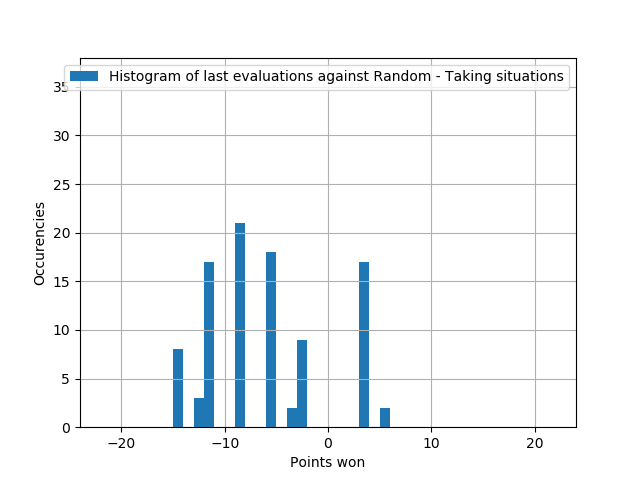 Histogram of last evaluations against Random - Taking situations
35
30
25
20
15
10
5
0
Occurencies
−20 −10 0 10 20
Points won